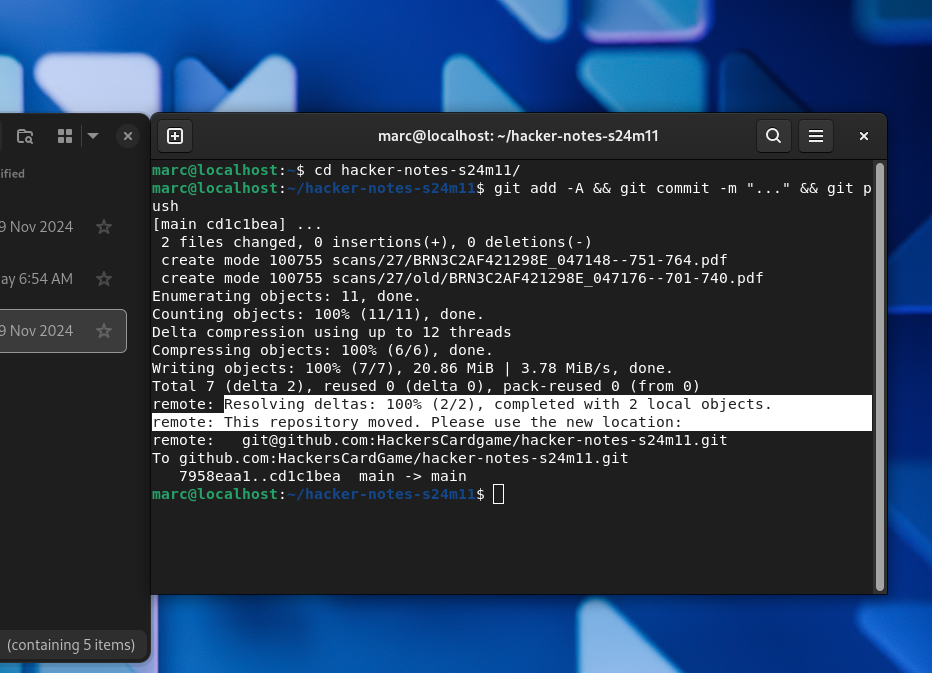 marc@localhost: ~/hacker-notes-s24m11
ified
9 Nov 2024
ay 6:54 AM
9 Nov 2024
(containing 5 items)
marc@localhost:~$ cd hacker-notes-s24m11/
marc@localhost:~/hacker-notes-s24m11$ git add -A && git commit -m "..." && git p
ush
[main cd1c1bea] ...
 2 files changed, 0 insertions(+), 0 deletions(-)
 create mode 100755 scans/27/BRN3C2AF421298E_047148--751-764.pdf
 create mode 100755 scans/27/old/BRN3C2AF421298E_047176--701-740.pdf
Enumerating objects: 11, done.
Counting objects: 100% (11/11), done.
Delta compression using up to 12 threads
Compressing objects: 100% (6/6), done.
Writing objects: 100% (7/7), 20.86 MiB | 3.78 MiB/s, done.
Total 7 (delta 2), reused 0 (delta 0), pack-reused 0 (from 0)
remote: Resolving deltas: 100% (2/2), completed with 2 local objects.
remote: This repository moved. Please use the new location:
remote:   git@github.com:HackersCardgame/hacker-notes-s24m11.git
To github.com:HackersCardGame/hacker-notes-s24m11.git
   7958eaa1..cd1c1bea  main -> main
marc@localhost:~/hacker-notes-s24m11$